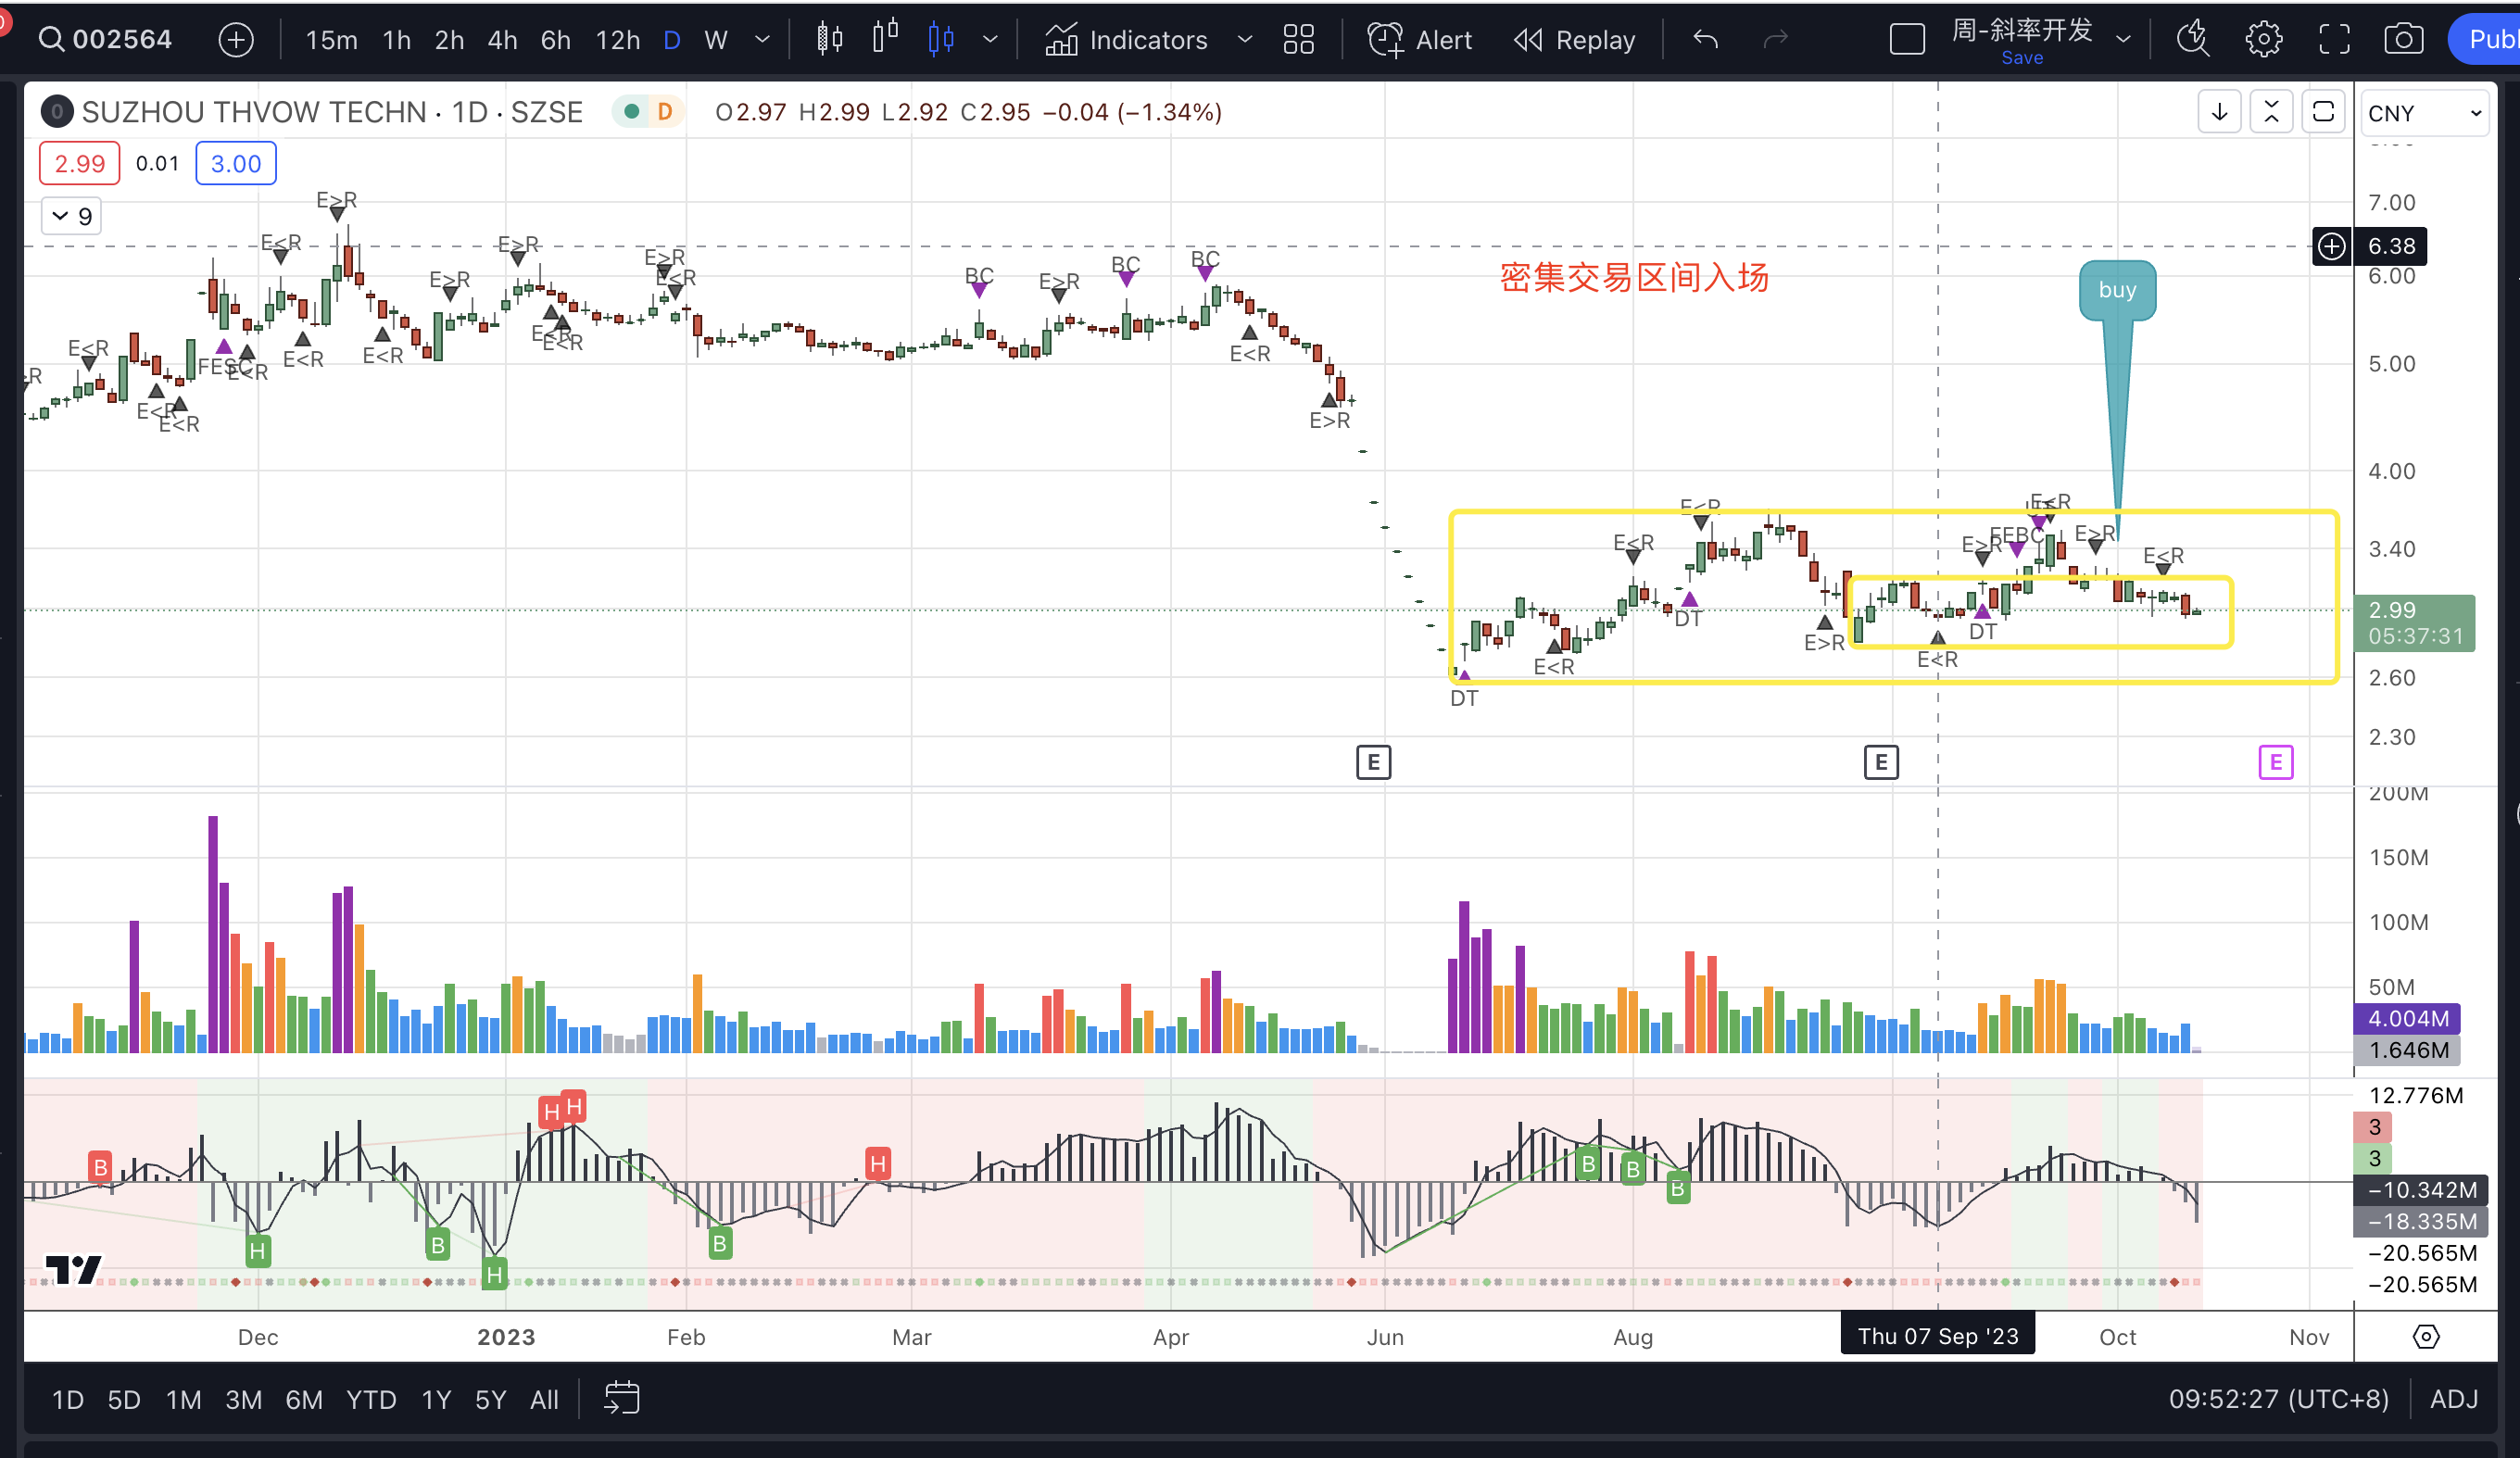 002564 15m 1h 2h 4h 6h 12h D W Indicators Alert Replay 周-斜率开发 Publ
Save
SUZHOU THVOW TECHN · 1D · SZSE D O2.97 H2.99 L2.92 C2.95 −0.04 (−1.34%) CNY
2.99 0.01 3.00
9
7.00
6.38
6.00
5.00
4.00
3.40
2.99
05:37:31
2.60
2.30
密集交易区间入场
buy
E<R
E<R
E<R
FESC
E<R
E<R
E<R
E>R
E<R
E>R
E>R
E<R
E<R
E>R
E<R
BC
E>R
BC
BC
E<R
E>R
DT
E<R
E<R
E<R
DT
E>R
E<R
E>R
DT
FEBC
E<R
E>R
E<R
E E E
200M
150M
100M
50M
4.004M
1.646M
B H B H H H B H B B B
12.776M
3
3
−10.342M
−18.335M
−20.565M
−20.565M
Dec 2023 Feb Mar Apr Jun Aug Thu 07 Sep '23 Oct Nov
1D 5D 1M 3M 6M YTD 1Y 5Y All 09:52:27 (UTC+8) ADJ